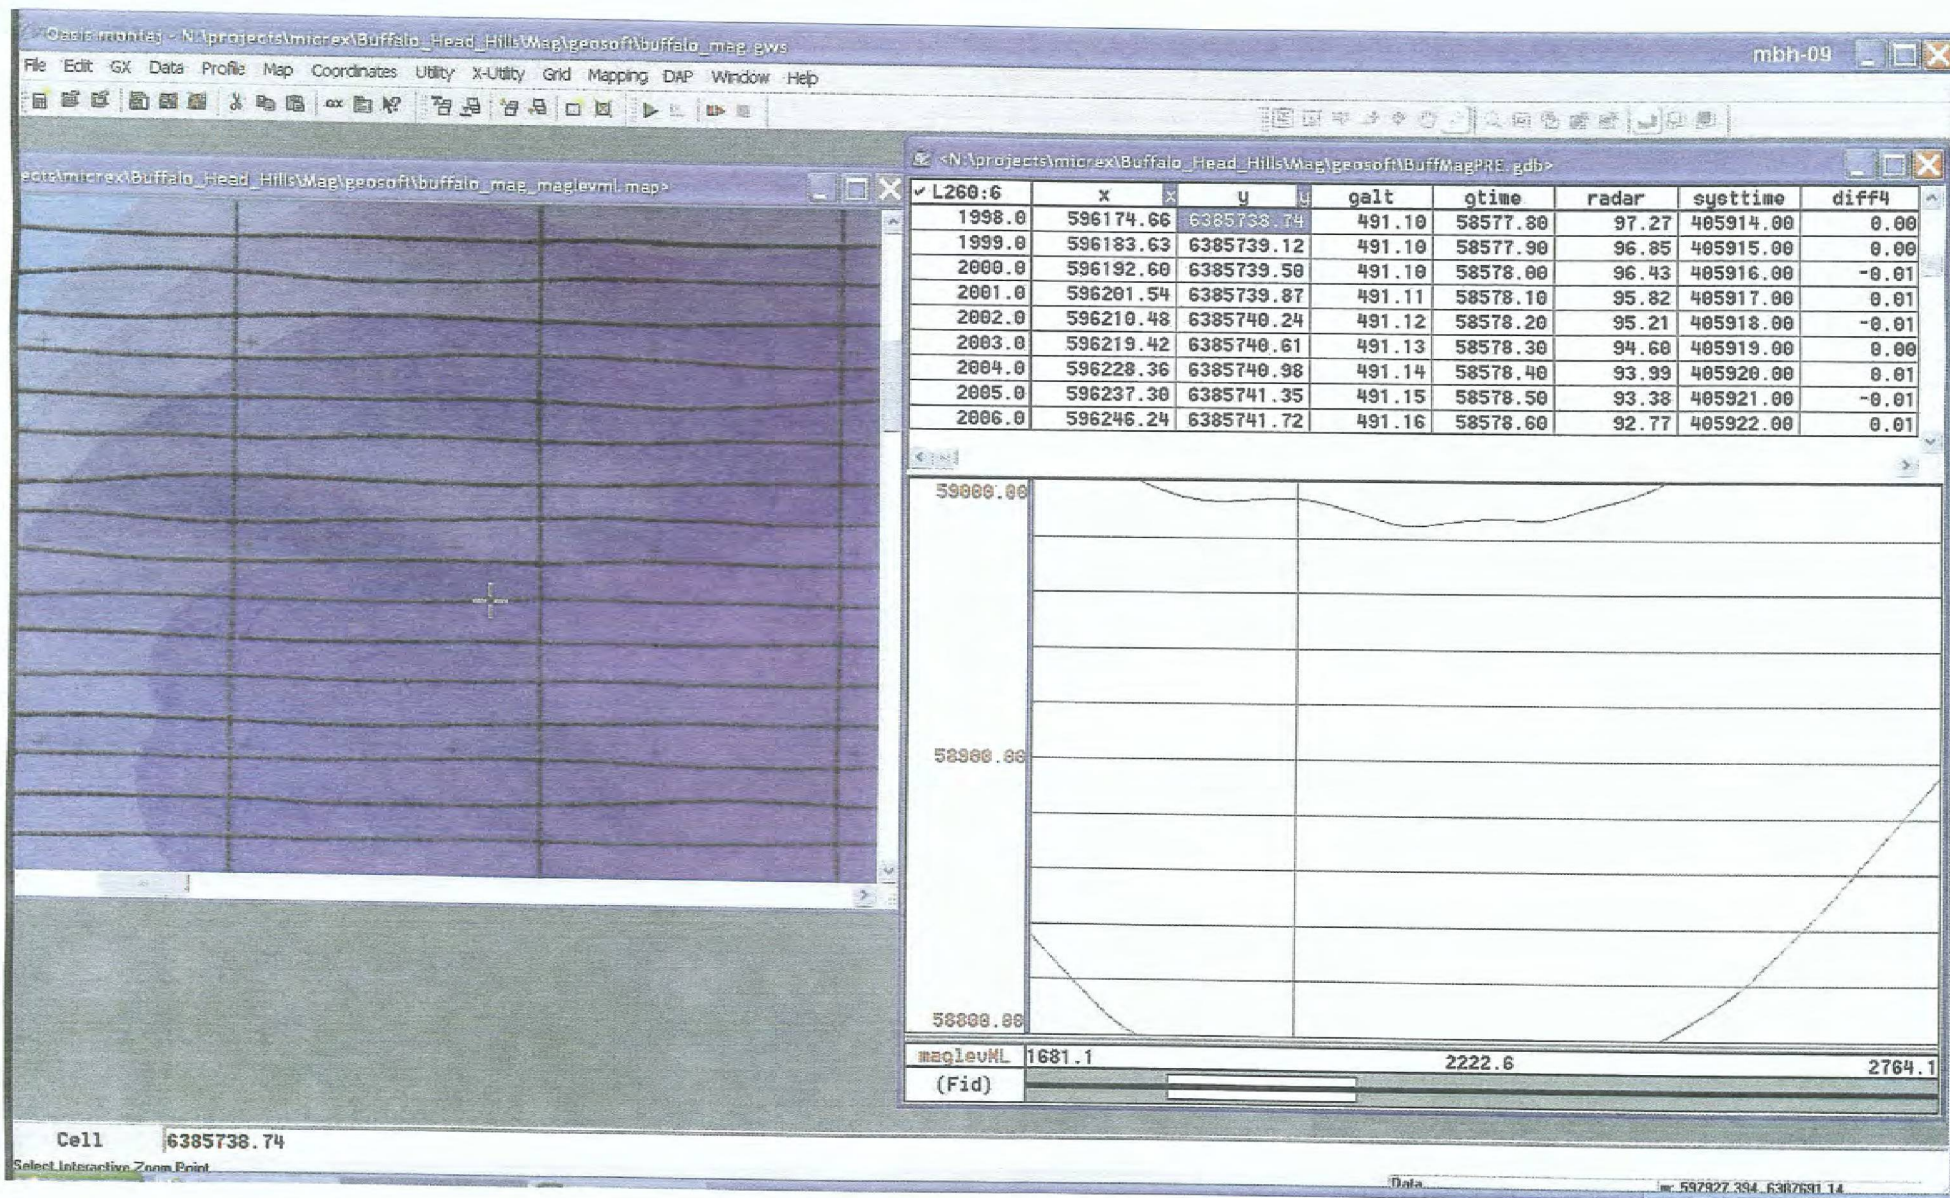 Oasis montaj - N:\projects\micrex\Buffalo_Head_Hills\Mag\geosoft\buffalo_mag.gws
mbh-09
File Edit GX Data Profile Map Coordinates Utility X-Utility Grid Mapping DAP Window Help
ects\micrex\Buffalo_Head_Hills\Mag\geosoft\buffalo_mag_maglevml.map>
<N:\projects\micrex\Buffalo_Head_Hills\Mag\geosoft\BuffMagPRE.gdb>
L260:6 x x y y galt gtime radar systtime diff4
1998.0 596174.66 6385738.74 491.10 58577.80 97.27 405914.00 0.00
1999.0 596183.63 6385739.12 491.10 58577.90 96.85 405915.00 0.00
2000.0 596192.60 6385739.50 491.10 58578.00 96.43 405916.00 -0.01
2001.0 596201.54 6385739.87 491.11 58578.10 95.82 405917.00 0.01
2002.0 596210.48 6385740.24 491.12 58578.20 95.21 405918.00 -0.01
2003.0 596219.42 6385740.61 491.13 58578.30 94.60 405919.00 0.00
2004.0 596228.36 6385740.98 491.14 58578.40 93.99 405920.00 0.01
2005.0 596237.30 6385741.35 491.15 58578.50 93.38 405921.00 -0.01
2006.0 596246.24 6385741.72 491.16 58578.60 92.77 405922.00 0.01
59000.00
58900.00
58800.00
maglevML 1681.1 2222.6 2764.1
(Fid)
Cell 6385738.74
Select Interactive Zoom Point
Data
m: 597927.394, 6387691.14